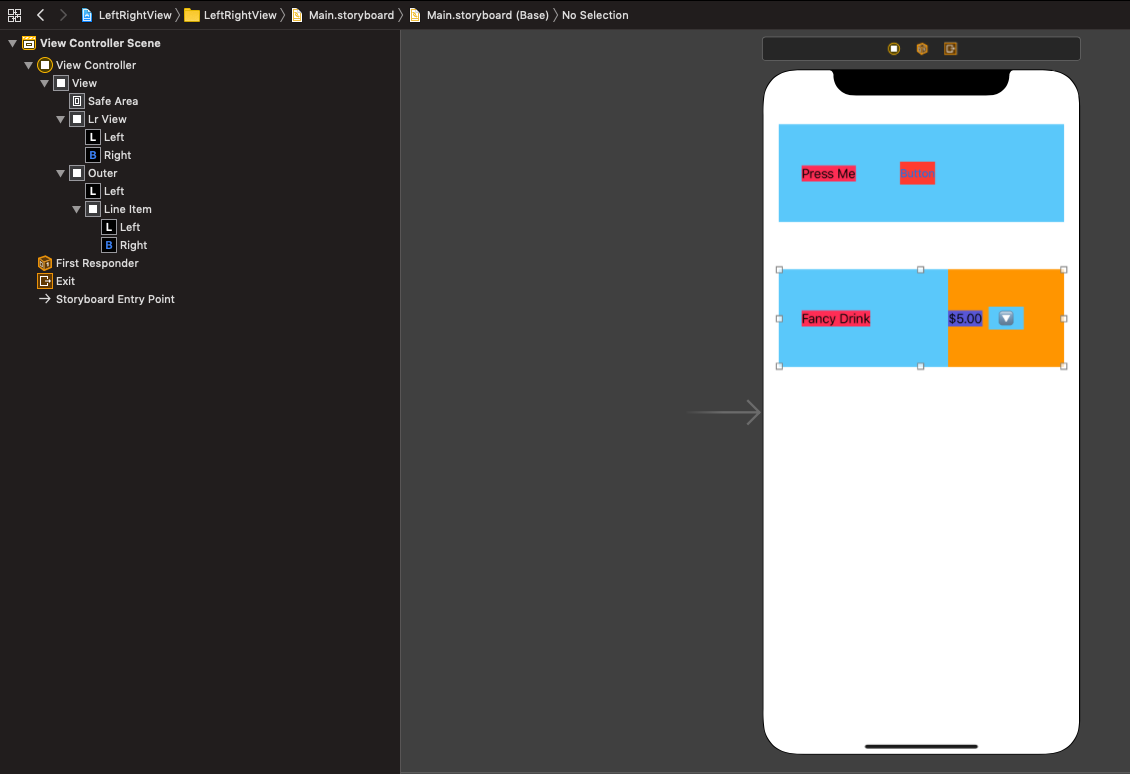 LeftRightView LeftRightView Main.storyboard Main.storyboard (Base) No Selection
View Controller Scene
View Controller
View
Safe Area
Lr View
L Left
B Right
Outer
L Left
Line Item
L Left
B Right
First Responder
Exit
Storyboard Entry Point
Press Me Button
Fancy Drink $5.00